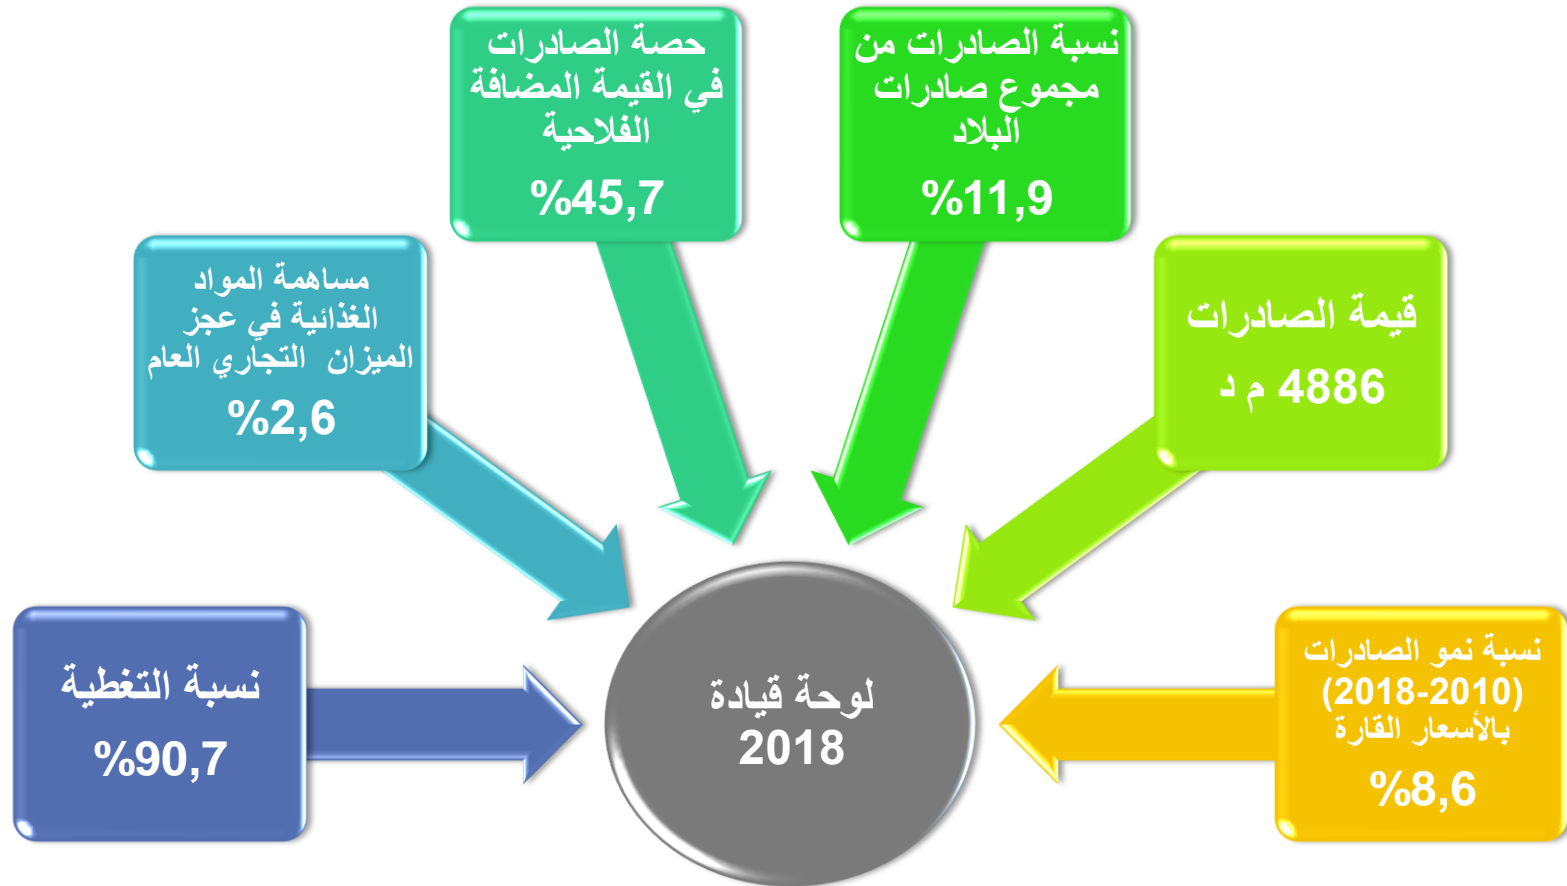 نسبة الصادرات من
مجموع صادرات
البلاد
%11,9
حصة الصادرات
في القيمة المضافة
الفلاحية
%45,7
قيمة الصادرات
4886 م د
مساهمة المواد
الغذائية في عجز
الميزان التجاري العام
%2,6
نسبة نمو الصادرات
(2018-2010)
بالأسعار القارة
%8,6
نسبة التغطية
%90,7
لوحة قيادة
2018